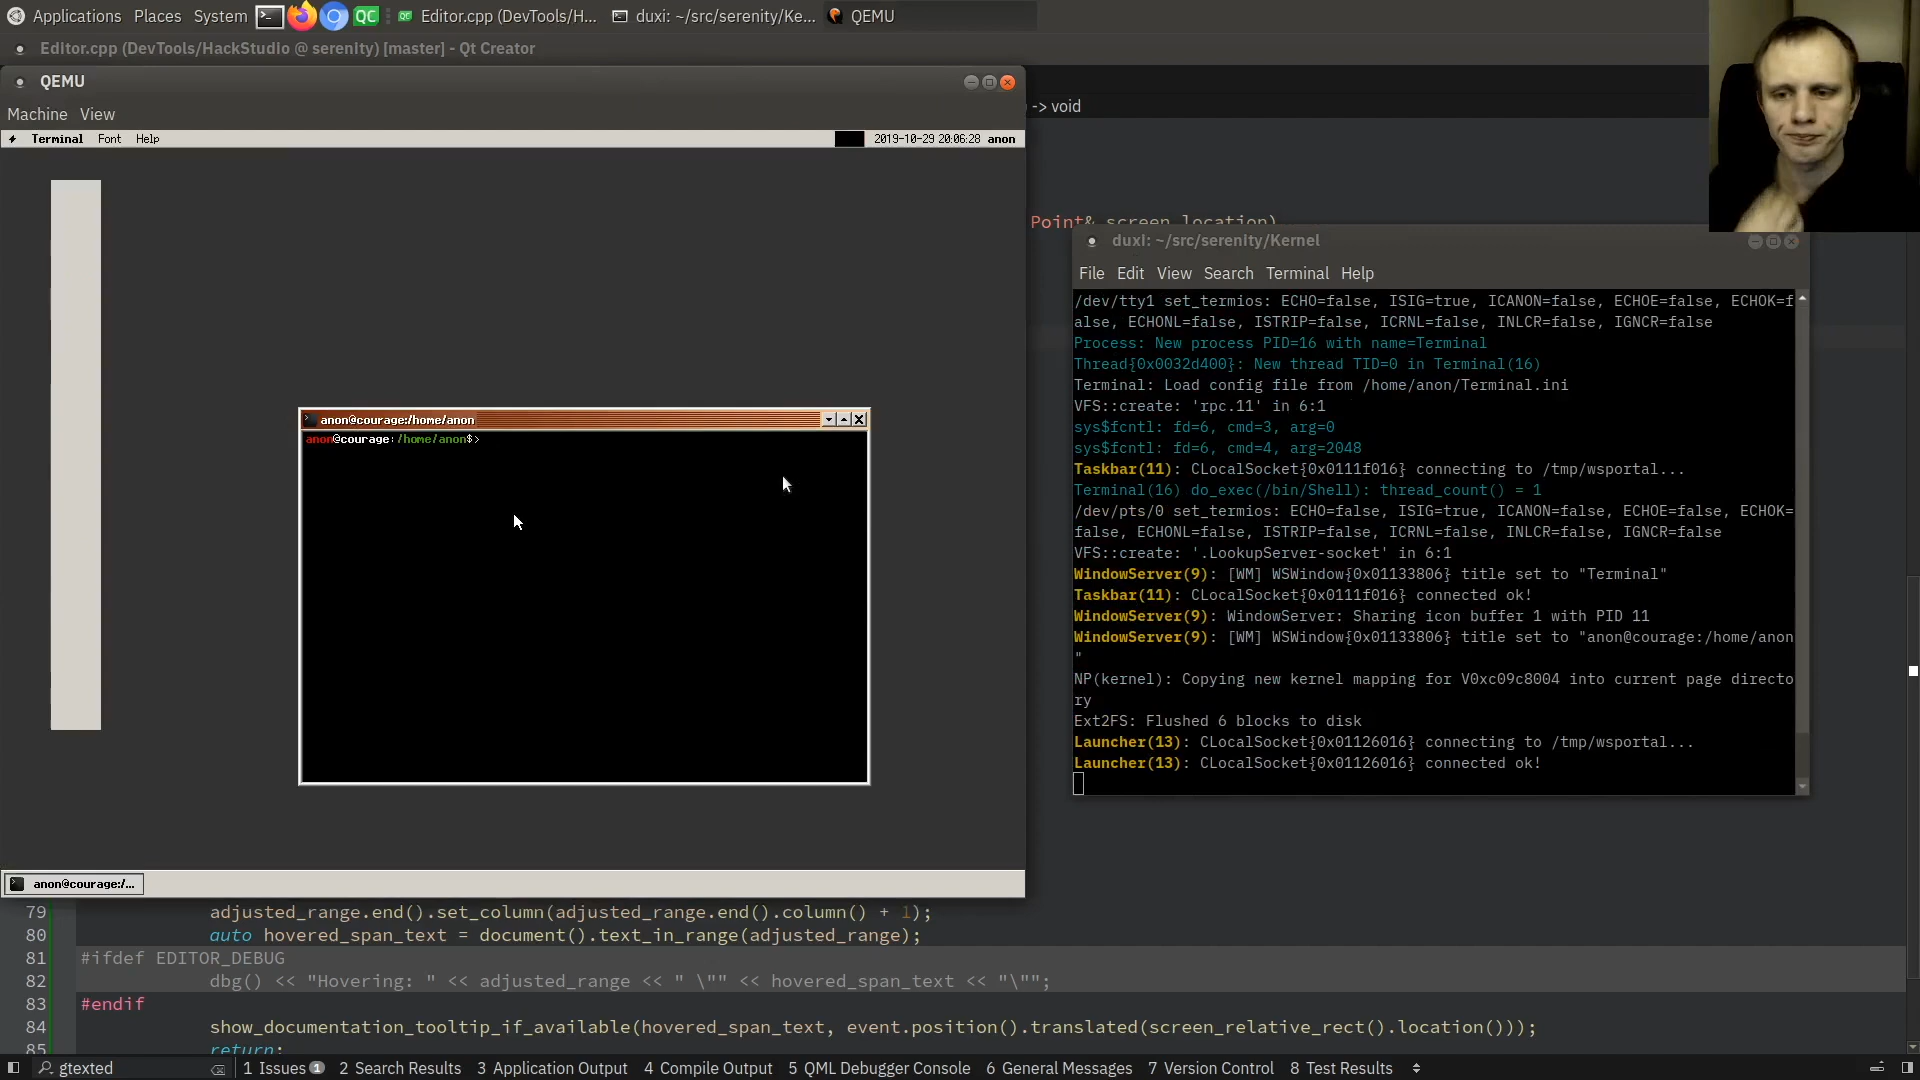 Applications Places System Editor.cpp (DevTools/H... duxi: ~/src/serenity/Ke... QEMU
Editor.cpp (DevTools/HackStudio @ serenity) [master] - Qt Creator
QEMU
Machine View
-> void
Terminal Font Help 2019-10-29 20:06:28 anon
Point& screen_location)
duxi: ~/src/serenity/Kernel
File Edit View Search Terminal Help
/dev/tty1 set_termios: ECHO=false, ISIG=true, ICANON=false, ECHOE=false, ECHOK=f
alse, ECHONL=false, ISTRIP=false, ICRNL=false, INLCR=false, IGNCR=false
Process: New process PID=16 with name=Terminal
Thread{0x0032d400}: New thread TID=0 in Terminal(16)
Terminal: Load config file from /home/anon/Terminal.ini
VFS::create: 'rpc.11' in 6:1
sys$fcntl: fd=6, cmd=3, arg=0
sys$fcntl: fd=6, cmd=4, arg=2048
Taskbar(11): CLocalSocket{0x0111f016} connecting to /tmp/wsportal...
Terminal(16) do_exec(/bin/Shell): thread_count() = 1
/dev/pts/0 set_termios: ECHO=false, ISIG=true, ICANON=false, ECHOE=false, ECHOK=
false, ECHONL=false, ISTRIP=false, ICRNL=false, INLCR=false, IGNCR=false
VFS::create: '.LookupServer-socket' in 6:1
WindowServer(9): [WM] WSWindow{0x01133806} title set to "Terminal"
Taskbar(11): CLocalSocket{0x0111f016} connected ok!
WindowServer(9): WindowServer: Sharing icon buffer 1 with PID 11
WindowServer(9): [WM] WSWindow{0x01133806} title set to "anon@courage:/home/anon
"
NP(kernel): Copying new kernel mapping for V0xc09c8004 into current page directo
ry
Ext2FS: Flushed 6 blocks to disk
Launcher(13): CLocalSocket{0x01126016} connecting to /tmp/wsportal...
Launcher(13): CLocalSocket{0x01126016} connected ok!
anon@courage:/home/anon
anon@courage:/home/anon$>
anon@courage:/...
79 adjusted_range.end().set_column(adjusted_range.end().column() + 1);
80 auto hovered_span_text = document().text_in_range(adjusted_range);
81 #ifdef EDITOR_DEBUG
82 dbg() << "Hovering: " << adjusted_range << " \"" << hovered_span_text << "\"";
83 #endif
84 show_documentation_tooltip_if_available(hovered_span_text, event.position().translated(screen_relative_rect().location()));
85 return;
gtexted 1 Issues 1 2 Search Results 3 Application Output 4 Compile Output 5 QML Debugger Console 6 General Messages 7 Version Control 8 Test Results